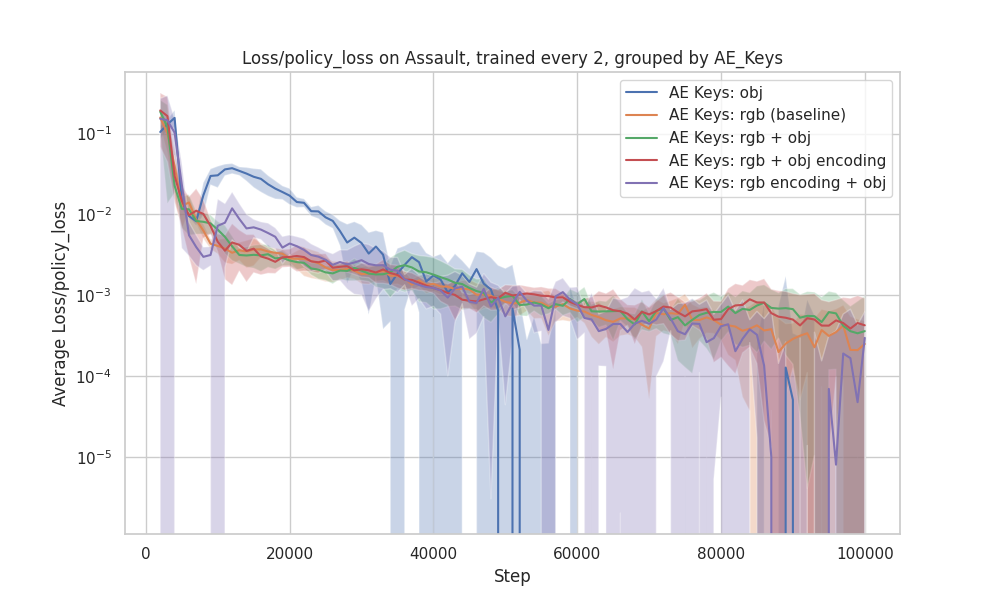 Loss/policy_loss on Assault, trained every 2, grouped by AE_Keys
AE Keys: obj
AE Keys: rgb (baseline)
AE Keys: rgb + obj
AE Keys: rgb + obj encoding
AE Keys: rgb encoding + obj
Average Loss/policy_loss
10⁻¹
10⁻²
10⁻³
10⁻⁴
10⁻⁵
0 20000 40000 60000 80000 100000
Step